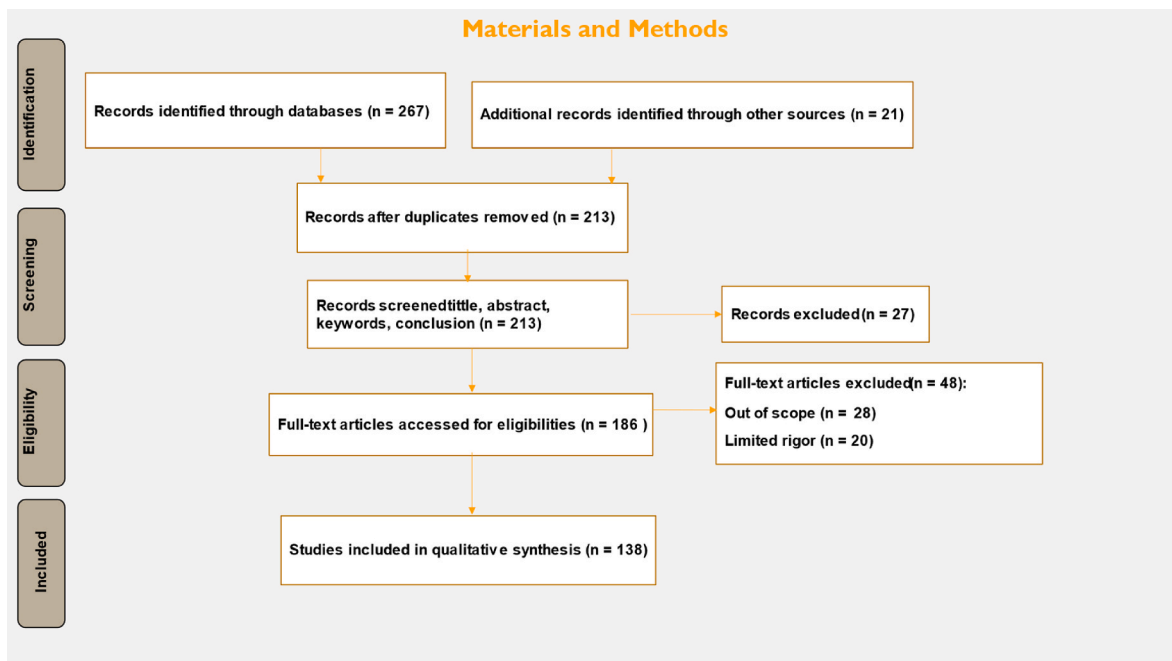 Materials and Methods
Identification
Records identified through databases (n = 267)
Additional records identified through other sources (n = 21)
Records after duplicates removed (n = 213)
Screening
Records screenedtittle, abstract,
keywords, conclusion (n = 213)
Records excluded(n = 27)
Eligibility
Full-text articles accessed for eligibilities (n = 186 )
Full-text articles excluded(n = 48):
Out of scope (n = 28)
Limited rigor (n = 20)
Included
Studies included in qualitative synthesis (n = 138)